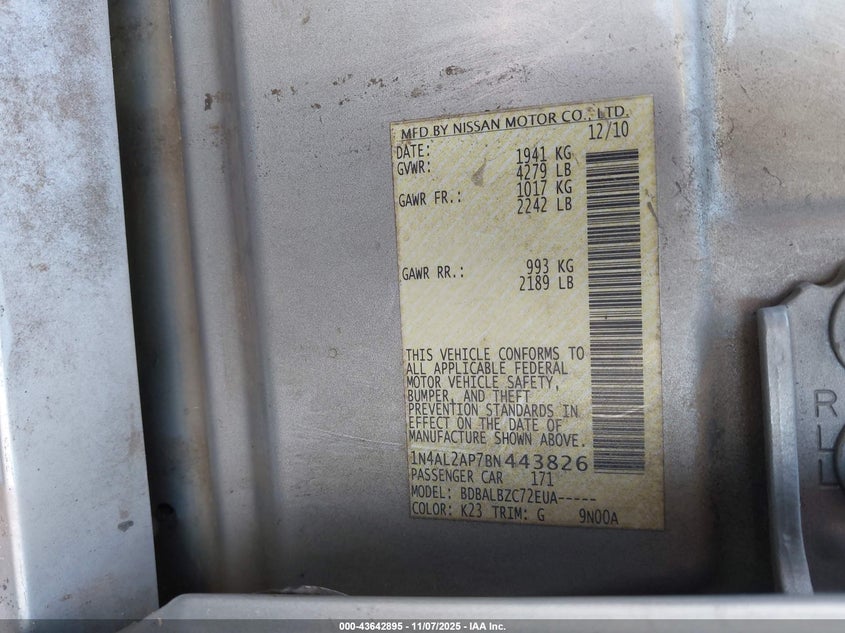 MFD BY NISSAN MOTOR CO., LTD.
DATE: 12/10
GVWR: 1941 KG
4279 LB
GAWR FR.: 1017 KG
2242 LB
GAWR RR.: 993 KG
2189 LB
THIS VEHICLE CONFORMS TO
ALL APPLICABLE FEDERAL
MOTOR VEHICLE SAFETY,
BUMPER, AND THEFT
PREVENTION STANDARDS IN
EFFECT ON THE DATE OF
MANUFACTURE SHOWN ABOVE.
1N4AL2AP7BN443826
PASSENGER CAR 171
MODEL: BDBALBZC72EUA-----
COLOR: K23 TRIM: G 9N00A
000-43642895 - 11/07/2025 - IAA Inc.